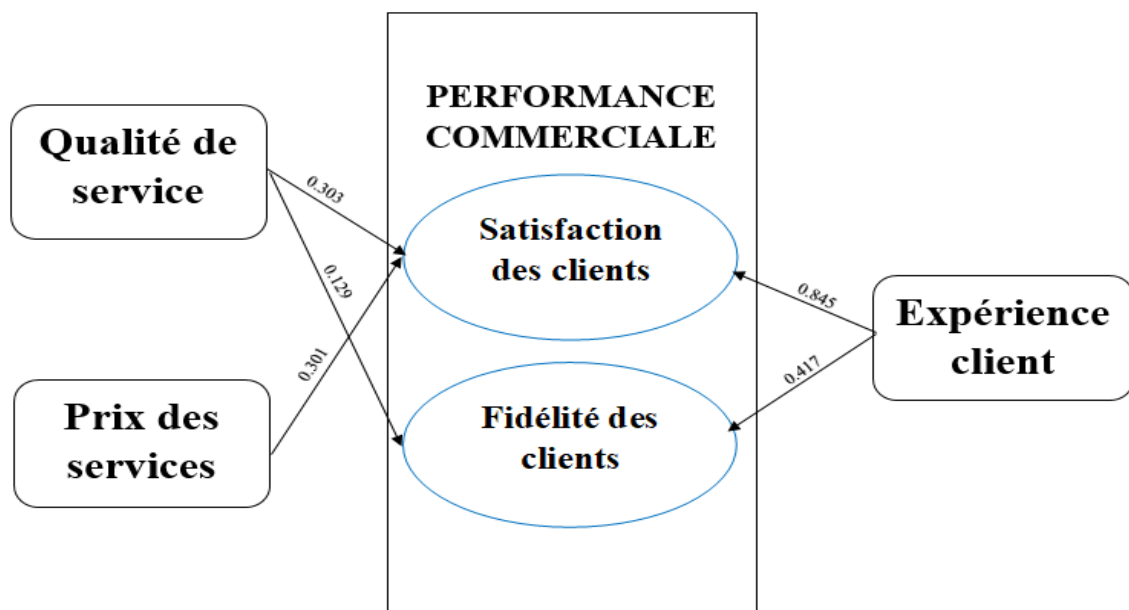 PERFORMANCE
COMMERCIALE
Qualité de
service
0.303
Satisfaction
des clients
0.129
0.845
Expérience
client
0.301
0.417
Prix des
services
Fidélité des
clients